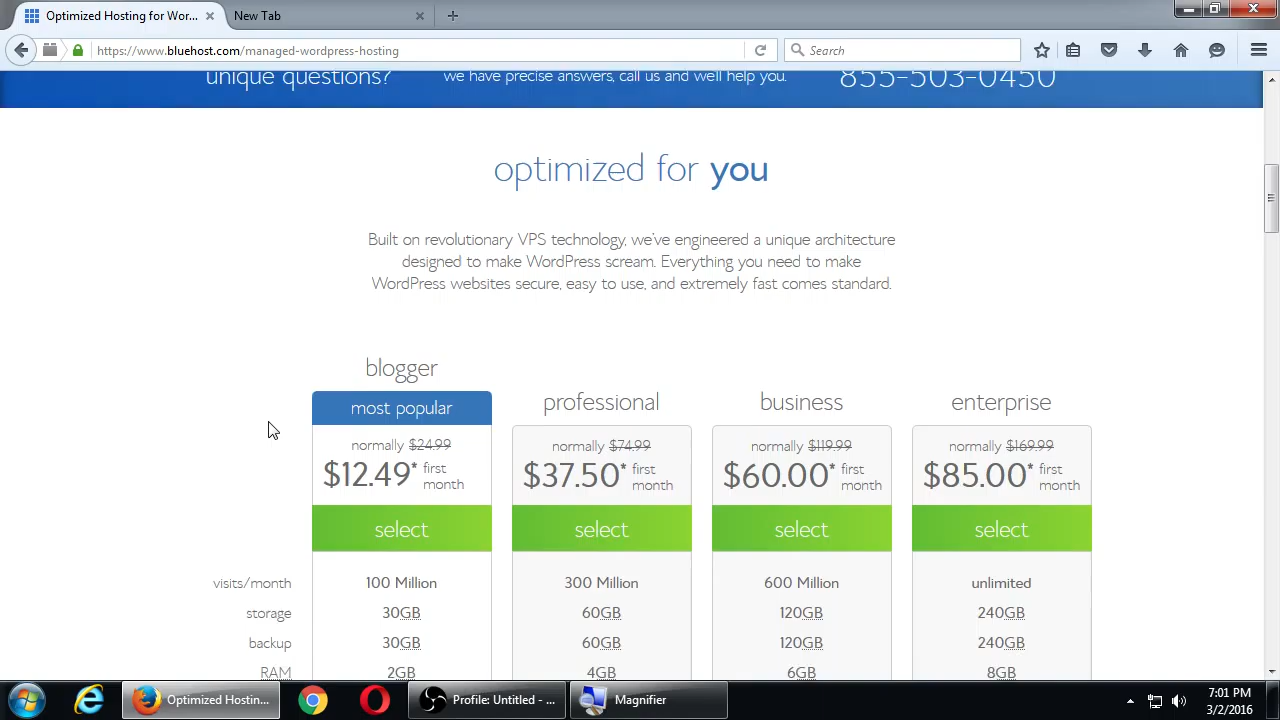 Optimized Hosting for Wor...
New Tab
https://www.bluehost.com/managed-wordpress-hosting
Search
unique questions?
we have precise answers, call us and we'll help you.
855-503-0450
optimized for you
Built on revolutionary VPS technology, we've engineered a unique architecture
designed to make WordPress scream. Everything you need to make
WordPress websites secure, easy to use, and extremely fast comes standard.
blogger
most popular
normally $24.99
$12.49* first month
select
professional
normally $74.99
$37.50* first month
select
business
normally $119.99
$60.00* first month
select
enterprise
normally $169.99
$85.00* first month
select
visits/month 100 Million 300 Million 600 Million unlimited
storage 30GB 60GB 120GB 240GB
backup 30GB 60GB 120GB 240GB
RAM 2GB 4GB 6GB 8GB
Optimized Hostin...
Profile: Untitled - ...
Magnifier
7:01 PM
3/2/2016